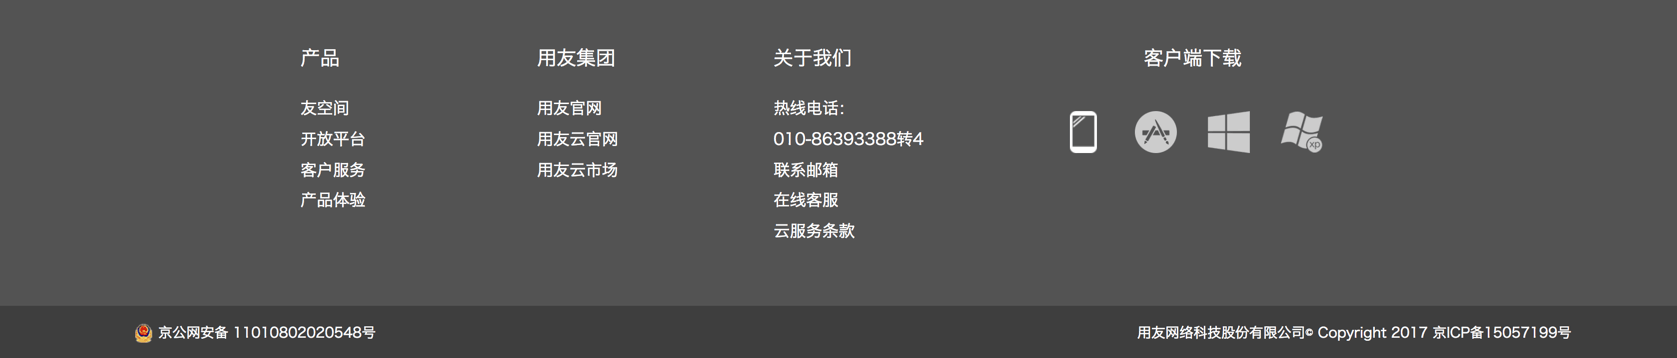 产品
友空间
开放平台
客户服务
产品体验
用友集团
用友官网
用友云官网
用友云市场
关于我们
热线电话：
010-86393388转4
联系邮箱
在线客服
云服务条款
客户端下载
xp
京公网安备 11010802020548号
用友网络科技股份有限公司© Copyright 2017 京ICP备15057199号